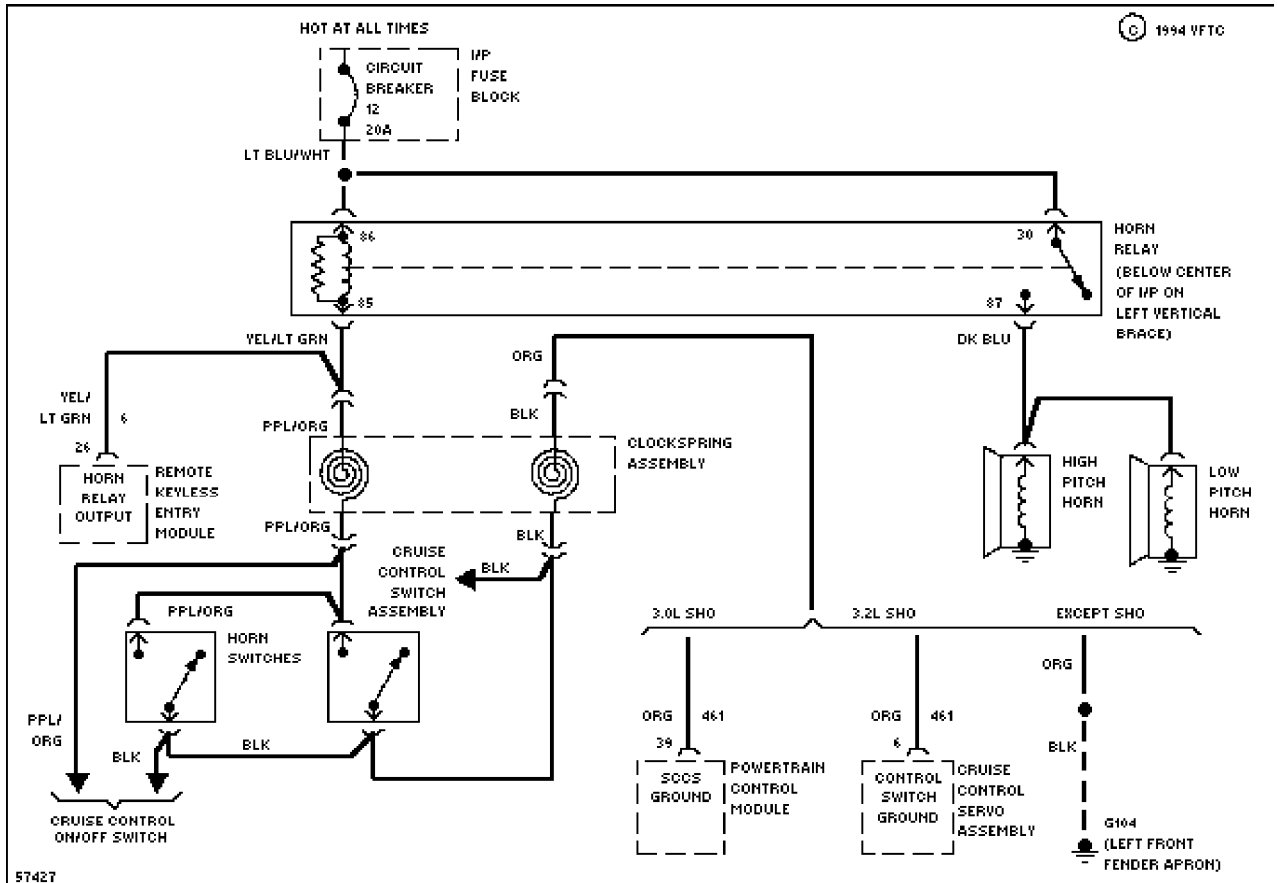 HOT AT ALL TIMES
C 1994 VFTC
CIRCUIT
BREAKER
12
20A
I/P
FUSE
BLOCK
LT BLU/WHT
86
30
HORN
RELAY
(BELOW CENTER
OF I/P ON
LEFT VERTICAL
BRACE)
85
87
YEL/LT GRN
ORG
DK BLU
YEL/
LT GRN
6
26
PPL/ORG
BLK
CLOCKSPRING
ASSEMBLY
HORN
RELAY
OUTPUT
REMOTE
KEYLESS
ENTRY
MODULE
HIGH
PITCH
HORN
LOW
PITCH
HORN
PPL/ORG
BLK
CRUISE
CONTROL
SWITCH
ASSEMBLY
BLK
PPL/ORG
HORN
SWITCHES
3.0L SHO
3.2L SHO
EXCEPT SHO
PPL/
ORG
BLK
BLK
CRUISE CONTROL
ON/OFF SWITCH
ORG
461
39
SCCS
GROUND
POWERTRAIN
CONTROL
MODULE
ORG
461
6
CONTROL
SWITCH
GROUND
CRUISE
CONTROL
SERVO
ASSEMBLY
ORG
BLK
G104
(LEFT FRONT
FENDER APRON)
57427